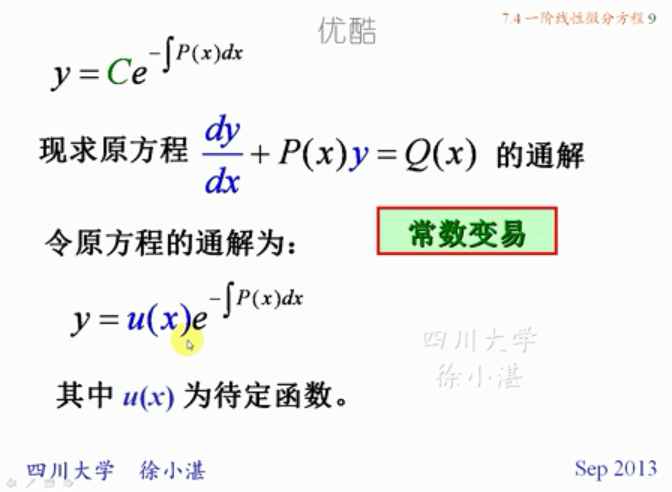 优酷
7.4 一阶线性微分方程 9
y = Ce^{-∫P(x)dx}
现求原方程 dy/dx + P(x)y = Q(x) 的通解
令原方程的通解为：
常数变易
y = u(x)e^{-∫P(x)dx}
四川大学
徐小湛
其中 u(x) 为待定函数。
四川大学 徐小湛 Sep 2013